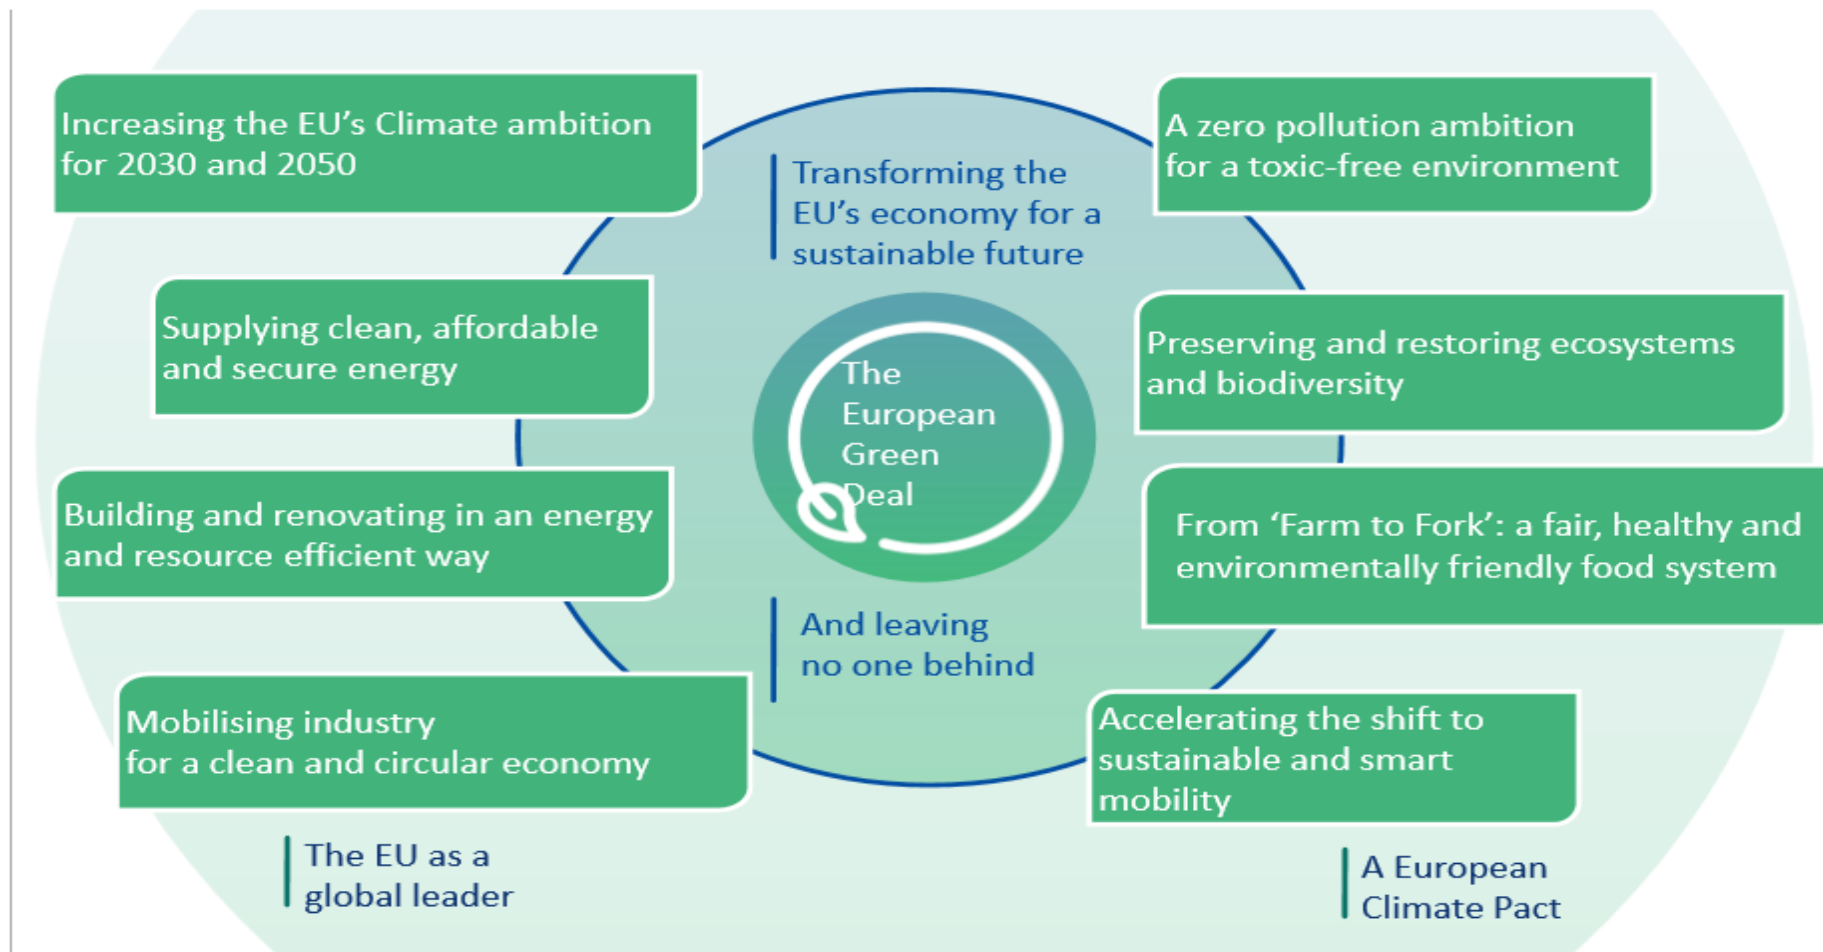 Increasing the EU’s Climate ambition
for 2030 and 2050
Supplying clean, affordable
and secure energy
Building and renovating in an energy
and resource efficient way
Mobilising industry
for a clean and circular economy
The EU as a
global leader
Transforming the
EU’s economy for a
sustainable future
The
European
Green
Deal
And leaving
no one behind
A zero pollution ambition
for a toxic-free environment
Preserving and restoring ecosystems
and biodiversity
From ‘Farm to Fork’: a fair, healthy and
environmentally friendly food system
Accelerating the shift to
sustainable and smart
mobility
A European
Climate Pact